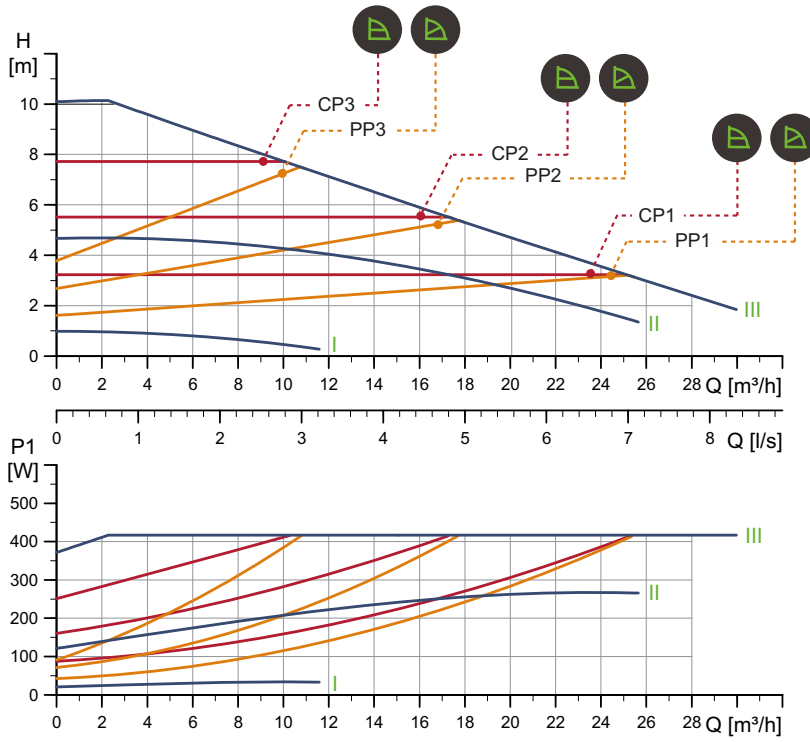 H
[m]
CP3
PP3
CP2
PP2
CP1
PP1
10
8
6
4
2
0
I
II
III
0 2 4 6 8 10 12 14 16 18 20 22 24 26 28 Q [m³/h]
0 1 2 3 4 5 6 7 8 Q [l/s]
P1
[W]
500
400
300
200
100
0
III
II
I
0 2 4 6 8 10 12 14 16 18 20 22 24 26 28 Q [m³/h]